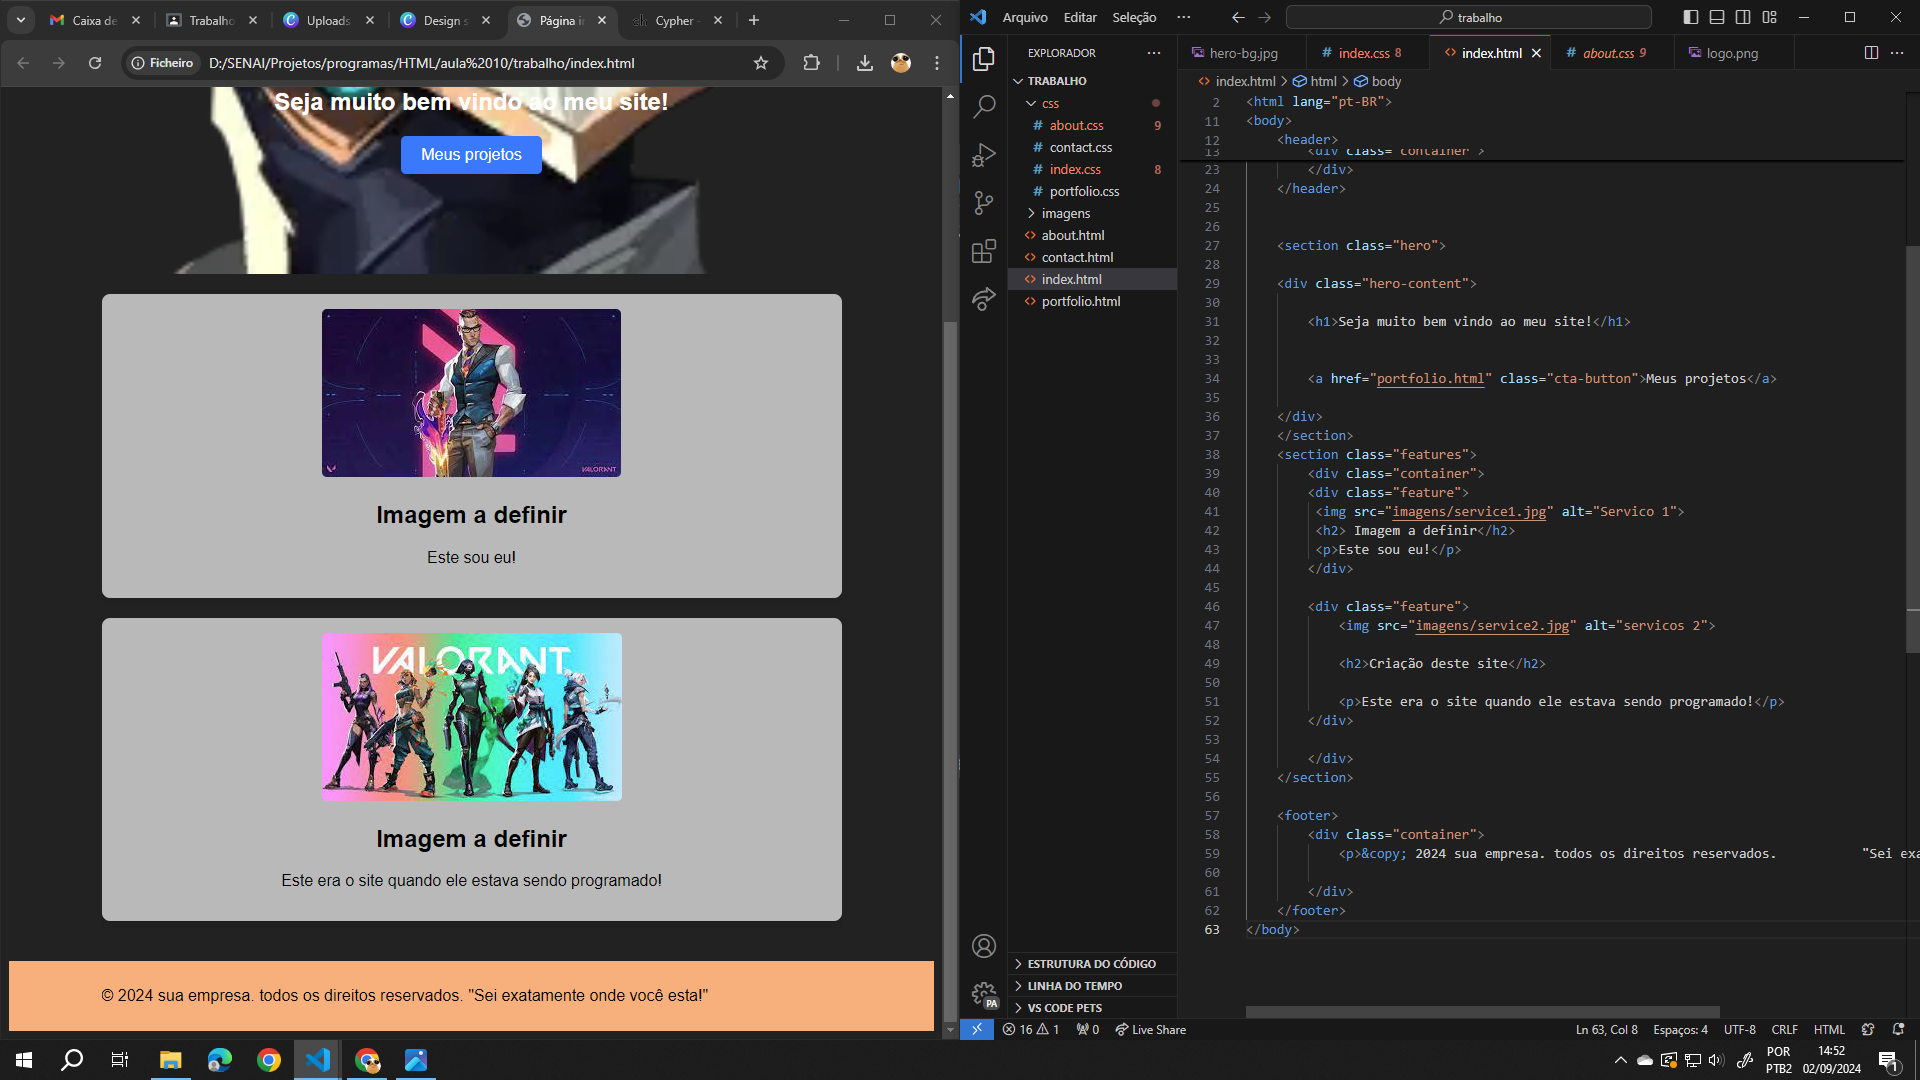 Caixa de
Trabalho
Uploads
Design s
Página in
Cypher
Ficheiro
D:/SENAI/Projetos/programas/HTML/aula%2010/trabalho/index.html
Seja muito bem vindo ao meu site!
Meus projetos
VALORANT
Imagem a definir
Este sou eu!
VALORANT
Imagem a definir
Este era o site quando ele estava sendo programado!
© 2024 sua empresa. todos os direitos reservados. "Sei exatamente onde você esta!"
Arquivo Editar Seleção ···
trabalho
EXPLORADOR
hero-bg.jpg
# index.css 8
<> index.html
# about.css 9
logo.png
TRABALHO
css
# about.css 9
# contact.css
# index.css 8
# portfolio.css
imagens
<> about.html
<> contact.html
<> index.html
<> portfolio.html
<> index.html > html > body
2 <html lang="pt-BR">
11 <body>
12 <header>
13 <div class="container">
23 </div>
24 </header>
25
26
27 <section class="hero">
28
29 <div class="hero-content">
30
31 <h1>Seja muito bem vindo ao meu site!</h1>
32
33
34 <a href="portfolio.html" class="cta-button">Meus projetos</a>
35
36 </div>
37 </section>
38 <section class="features">
39 <div class="container">
40 <div class="feature">
41 <img src="imagens/service1.jpg" alt="Servico 1">
42 <h2> Imagem a definir</h2>
43 <p>Este sou eu!</p>
44 </div>
45
46 <div class="feature">
47 <img src="imagens/service2.jpg" alt="servicos 2">
48
49 <h2>Criação deste site</h2>
50
51 <p>Este era o site quando ele estava sendo programado!</p>
52 </div>
53
54 </div>
55 </section>
56
57 <footer>
58 <div class="container">
59 <p>&copy; 2024 sua empresa. todos os direitos reservados. "Sei exa
60
61 </div>
62 </footer>
63 </body>
ESTRUTURA DO CÓDIGO
LINHA DO TEMPO
VS CODE PETS
PA
16 1 0 Live Share
Ln 63, Col 8 Espaços: 4 UTF-8 CRLF HTML
POR
PTB2
14:52
02/09/2024
1